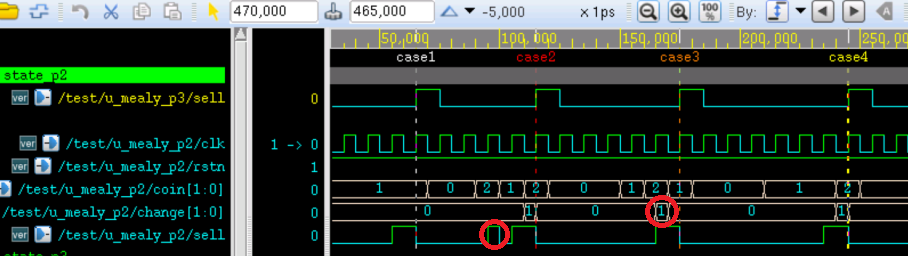 470,000 465,000 -5,000 x 1ps 100 % By:
50,000 100,000 150,000 200,000 250,000
case1 case2 case3 case4
state_p2
ver /test/u_mealy_p3/sell 0
ver /test/u_mealy_p2/clk 1 -> 0
ver /test/u_mealy_p2/rstn 1
/test/u_mealy_p2/coin[1:0] 0 1 0 2 1 2 0 1 2 1 0 1 2
/test/u_mealy_p2/change[1:0] 0 0 1 0 1 0 1
ver /test/u_mealy_p2/sell 0